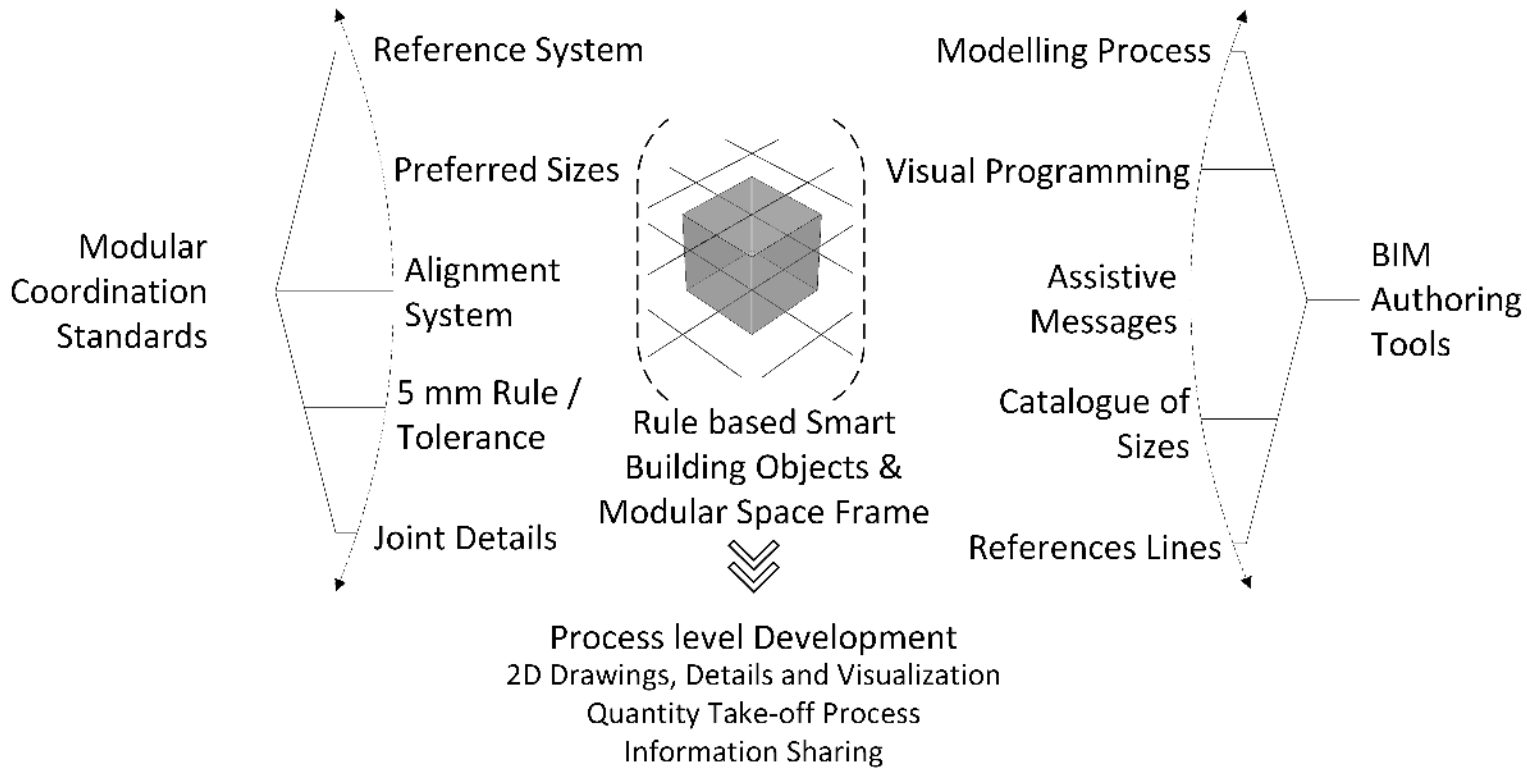 Modular
Coordination
Standards
Reference System
Preferred Sizes
Alignment
System
5 mm Rule /
Tolerance
Joint Details
Rule based Smart
Building Objects &
Modular Space Frame
Modelling Process
Visual Programming
Assistive
Messages
Catalogue of
Sizes
References Lines
BIM
Authoring
Tools
Process level Development
2D Drawings, Details and Visualization
Quantity Take-off Process
Information Sharing